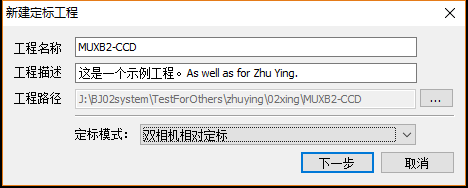 新建定标工程
工程名称 MUXB2-CCD
工程描述 这是一个示例工程。As well as for Zhu Ying.
工程路径 J:\BJ02system\TestForOthers\zhuying\02xing\MUXB2-CCD ...
定标模式: 双相机相对定标
下一步 取消